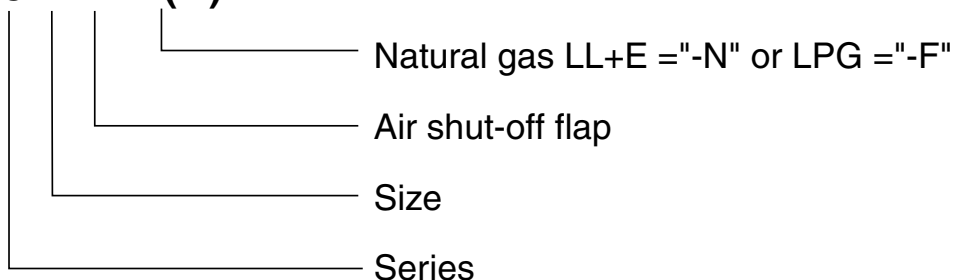 Natural gas LL+E ="-N" or LPG ="-F"
Air shut-off flap
Size
Series